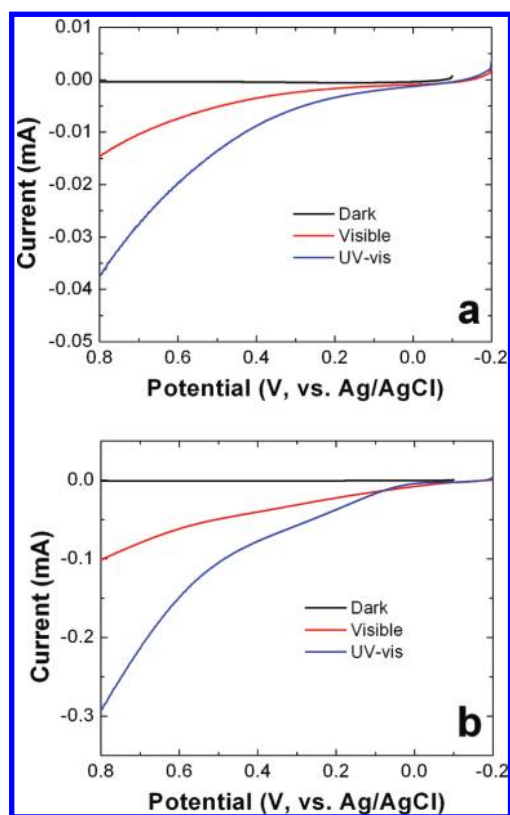 0.01
0.00
-0.01
-0.02
-0.03
-0.04
-0.05
Current (mA)
Dark
Visible
UV-vis
a
0.8 0.6 0.4 0.2 0.0 -0.2
Potential (V, vs. Ag/AgCl)
0.0
-0.1
-0.2
-0.3
Current (mA)
Dark
Visible
UV-vis
b
0.8 0.6 0.4 0.2 0.0 -0.2
Potential (V, vs. Ag/AgCl)